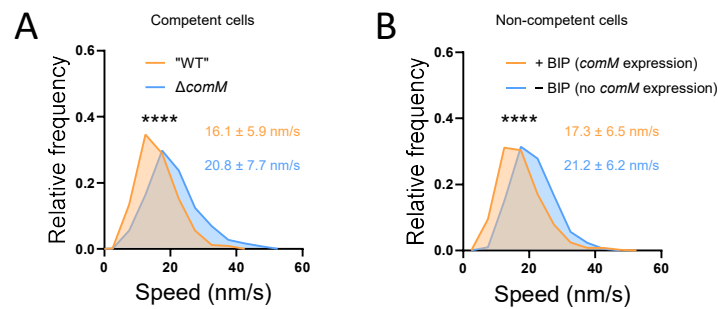 A
Competent cells
Relative frequency
0.6
0.4
0.2
0.0
"WT"
ΔcomM
****
16.1 ± 5.9 nm/s
20.8 ± 7.7 nm/s
0 20 40 60
Speed (nm/s)
B
Non-competent cells
Relative frequency
0.6
0.4
0.2
0.0
+ BIP (comM expression)
− BIP (no comM expression)
****
17.3 ± 6.5 nm/s
21.2 ± 6.2 nm/s
0 20 40 60
Speed (nm/s)